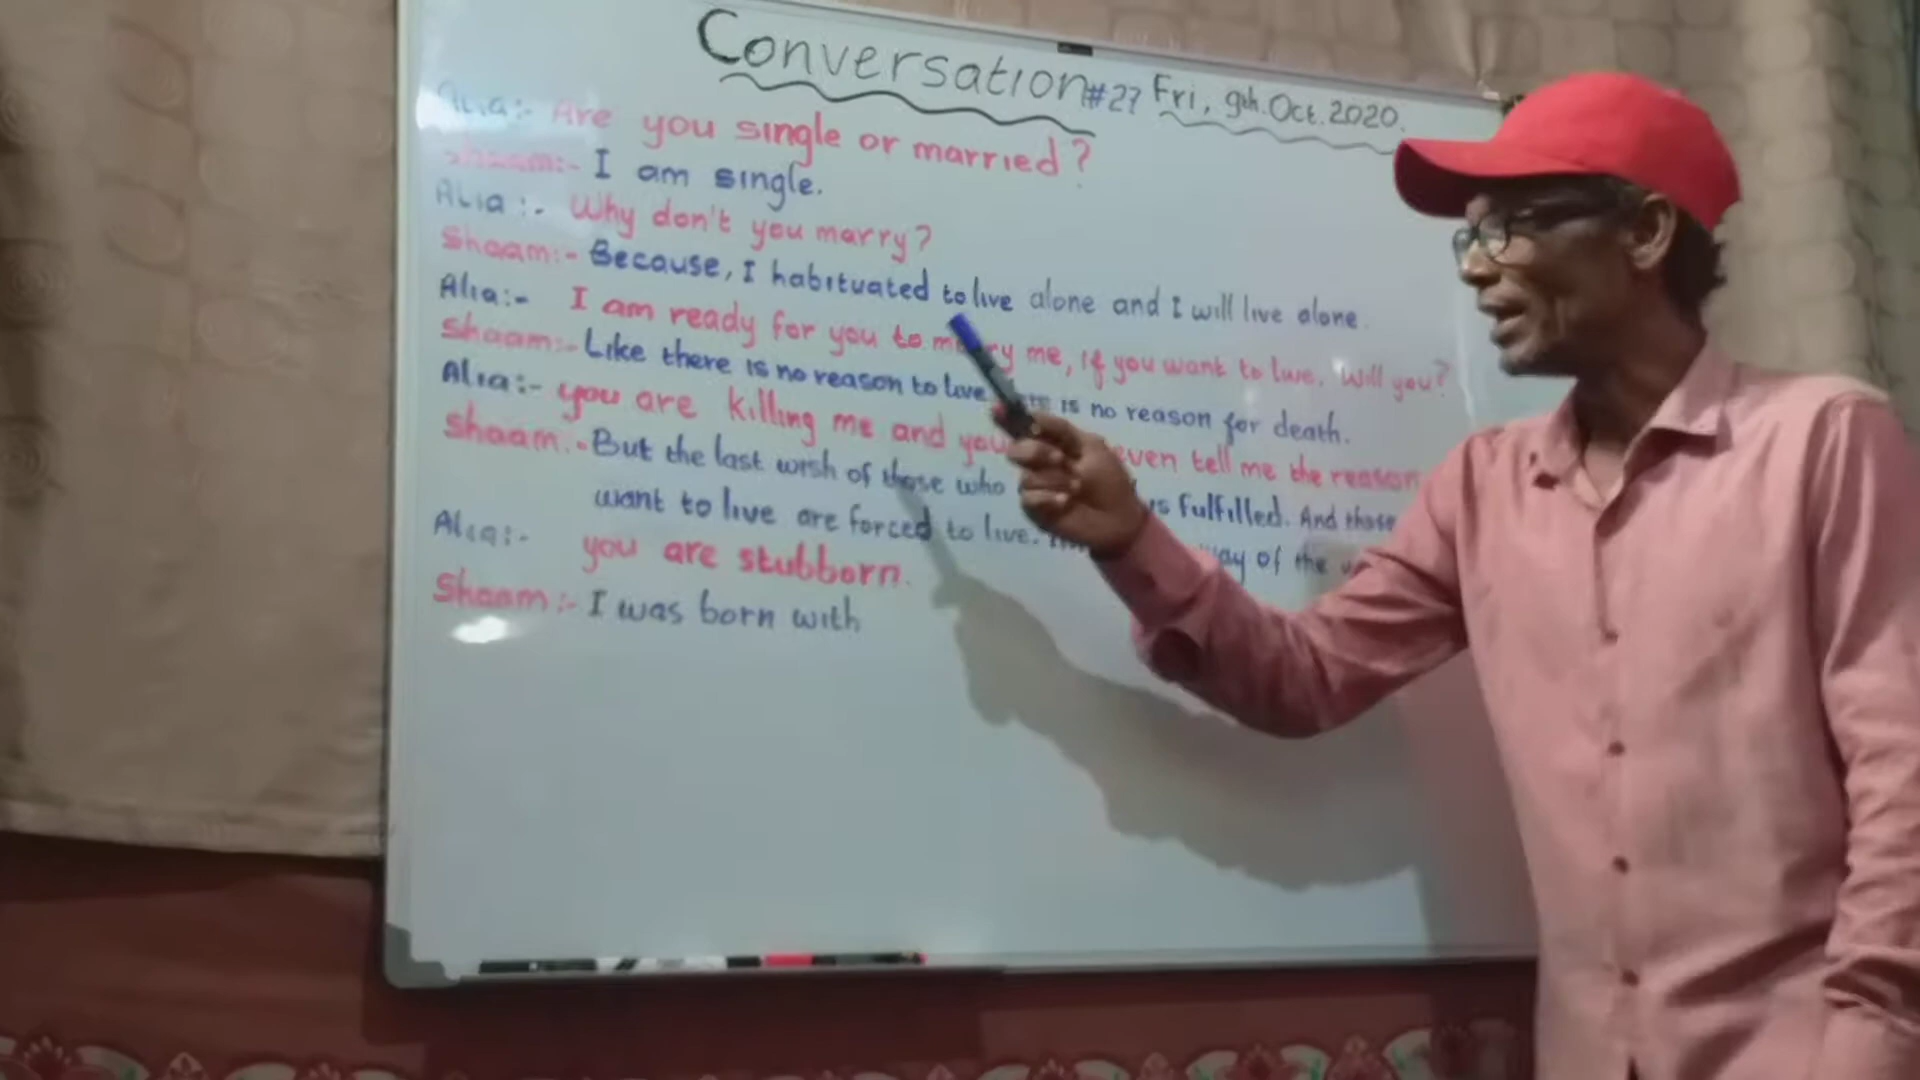 Conversation #27 Fri, 9th. Oct. 2020.
Alia:- Are you single or married?
Shaam:- I am single.
Alia:- Why don't you marry?
Shaam:- Because, I habituated to live alone and I will live alone.
Alia:- I am ready for you to marry me, If you want to live. Will you?
Shaam:- Like there is no reason to live is no reason for death.
Alia:- you are killing me and you even tell me the reason
Shaam:- But the last wish of those who fulfilled. And those
want to live are forced to live. of the
Alia:- you are stubborn.
Shaam:- I was born with